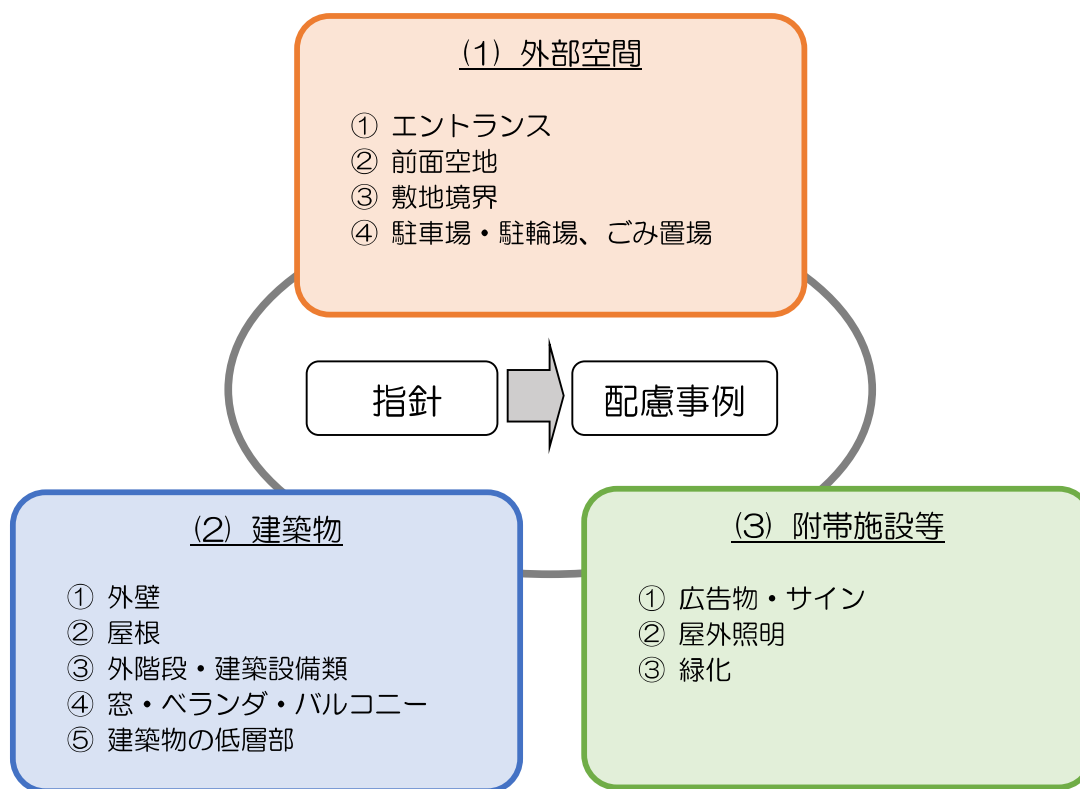 (1) 外部空間
① エントランス
② 前面空地
③ 敷地境界
④ 駐車場・駐輪場、ごみ置場
指針
配慮事例
(2) 建築物
① 外壁
② 屋根
③ 外階段・建築設備類
④ 窓・ベランダ・バルコニー
⑤ 建築物の低層部
(3) 附帯施設等
① 広告物・サイン
② 屋外照明
③ 緑化